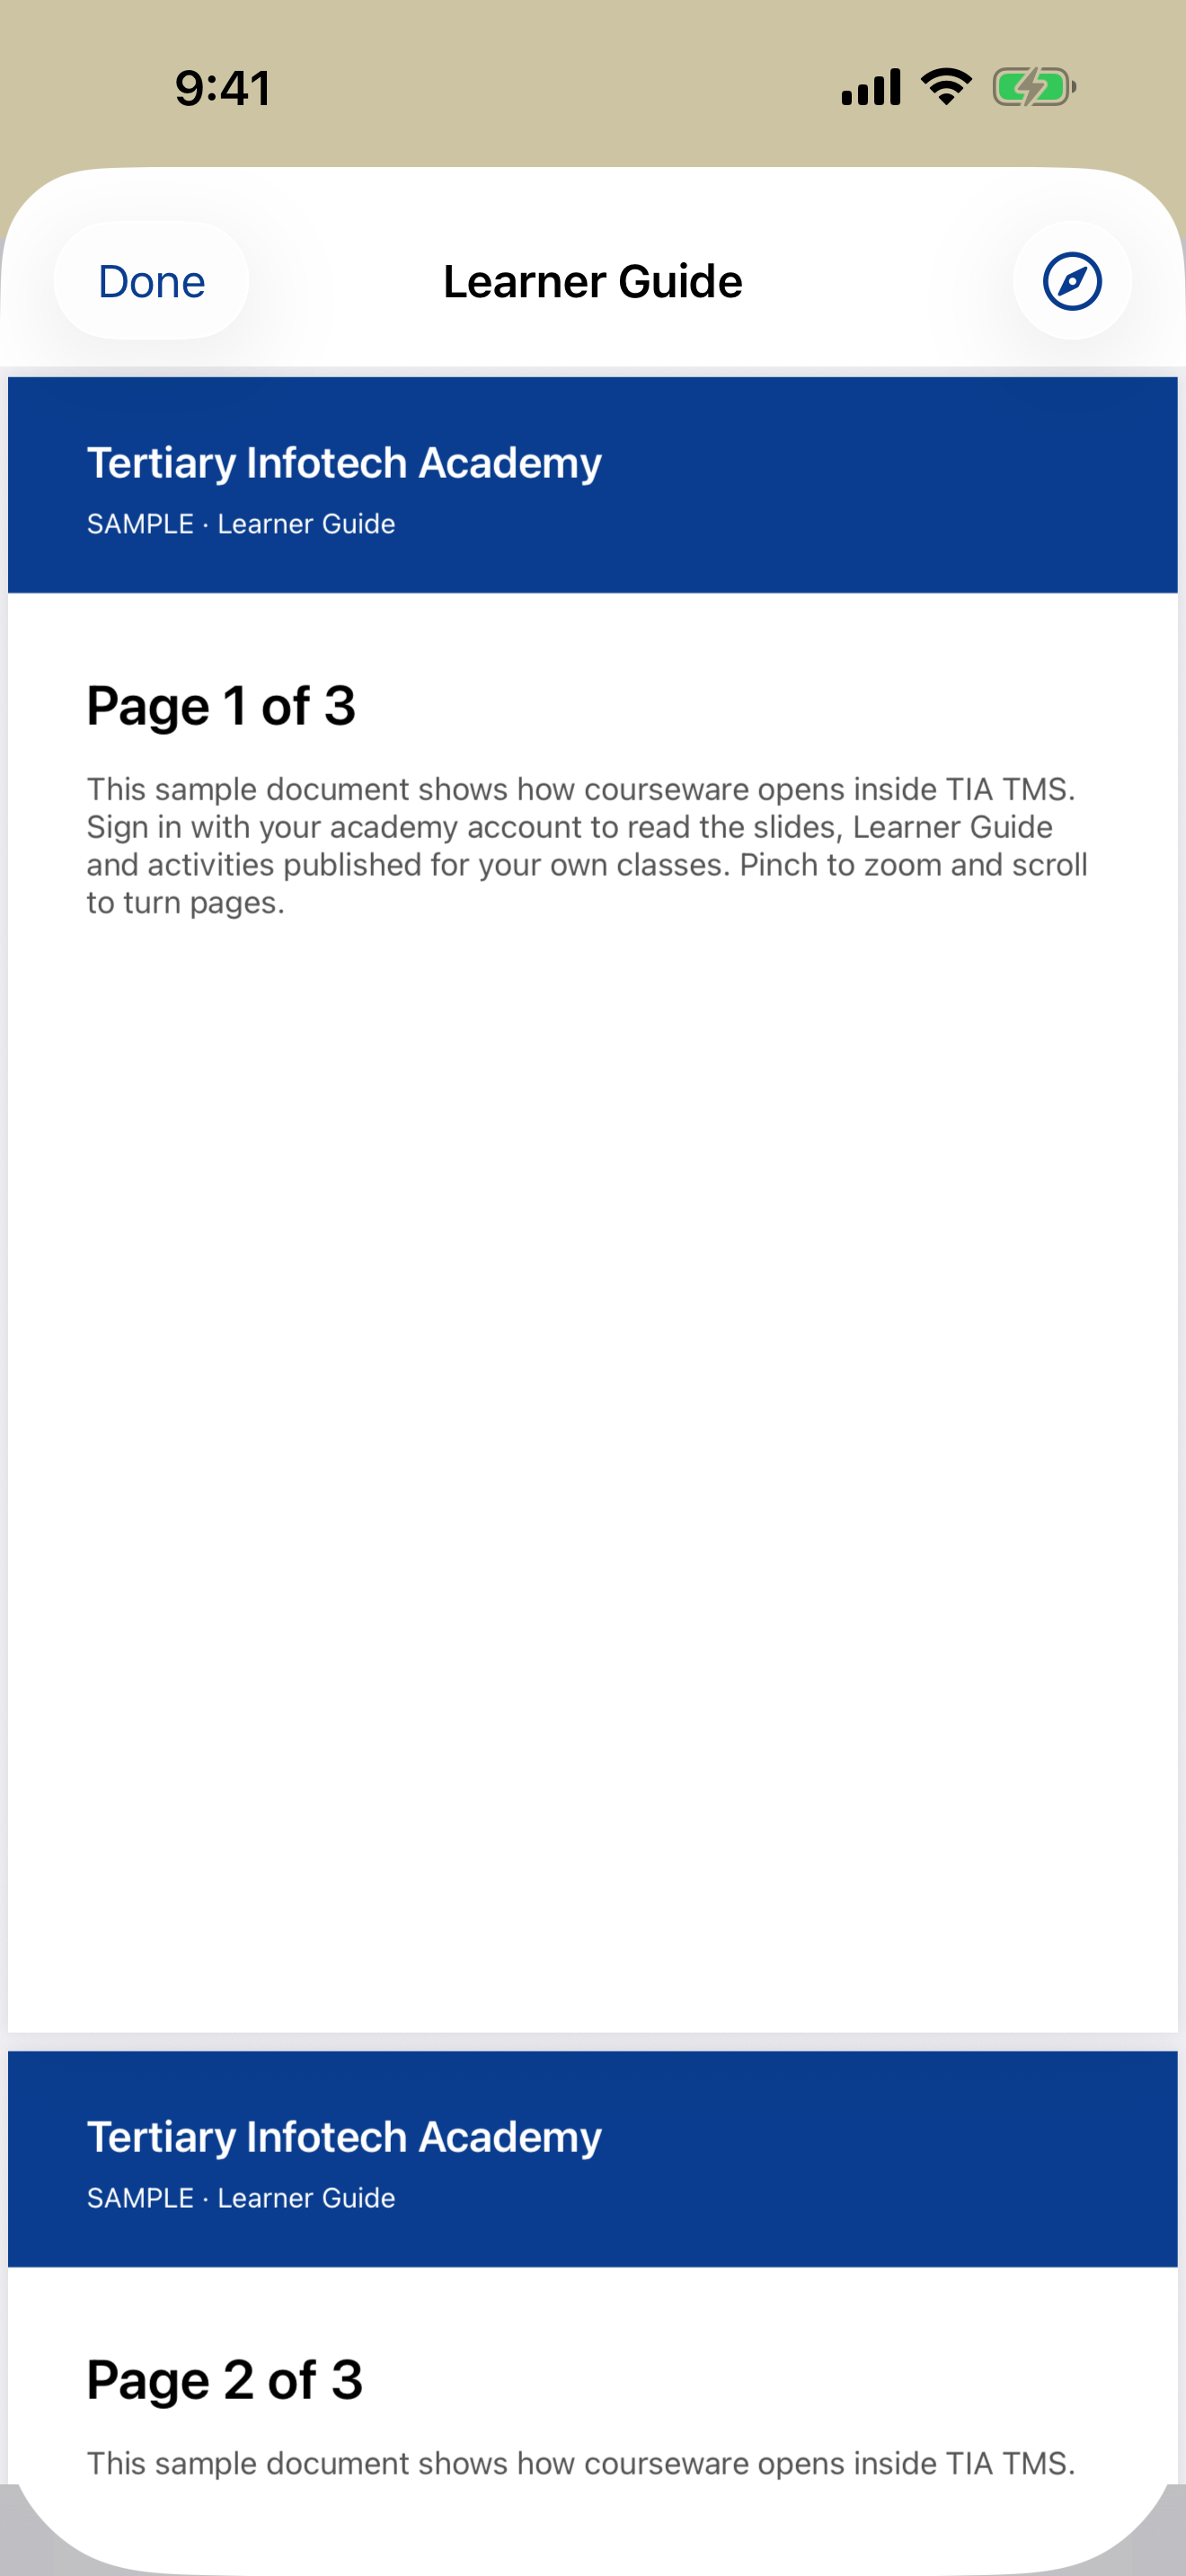 9:41
Done
Learner Guide
Tertiary Infotech Academy
SAMPLE · Learner Guide
Page 1 of 3
This sample document shows how courseware opens inside TIA TMS.
Sign in with your academy account to read the slides, Learner Guide
and activities published for your own classes. Pinch to zoom and scroll
to turn pages.
Tertiary Infotech Academy
SAMPLE · Learner Guide
Page 2 of 3
This sample document shows how courseware opens inside TIA TMS.